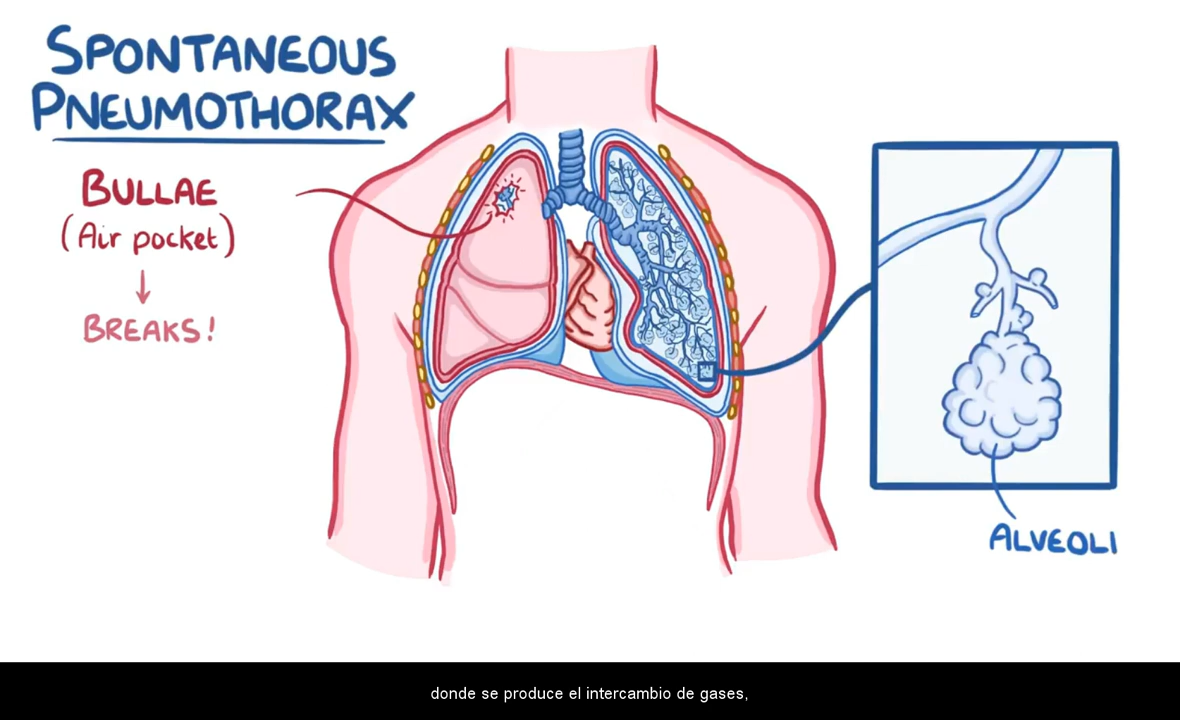 SPONTANEOUS
PNEUMOTHORAX
BULLAE
(Air pocket)
BREAKS!
ALVEOLI
donde se produce el intercambio de gases,